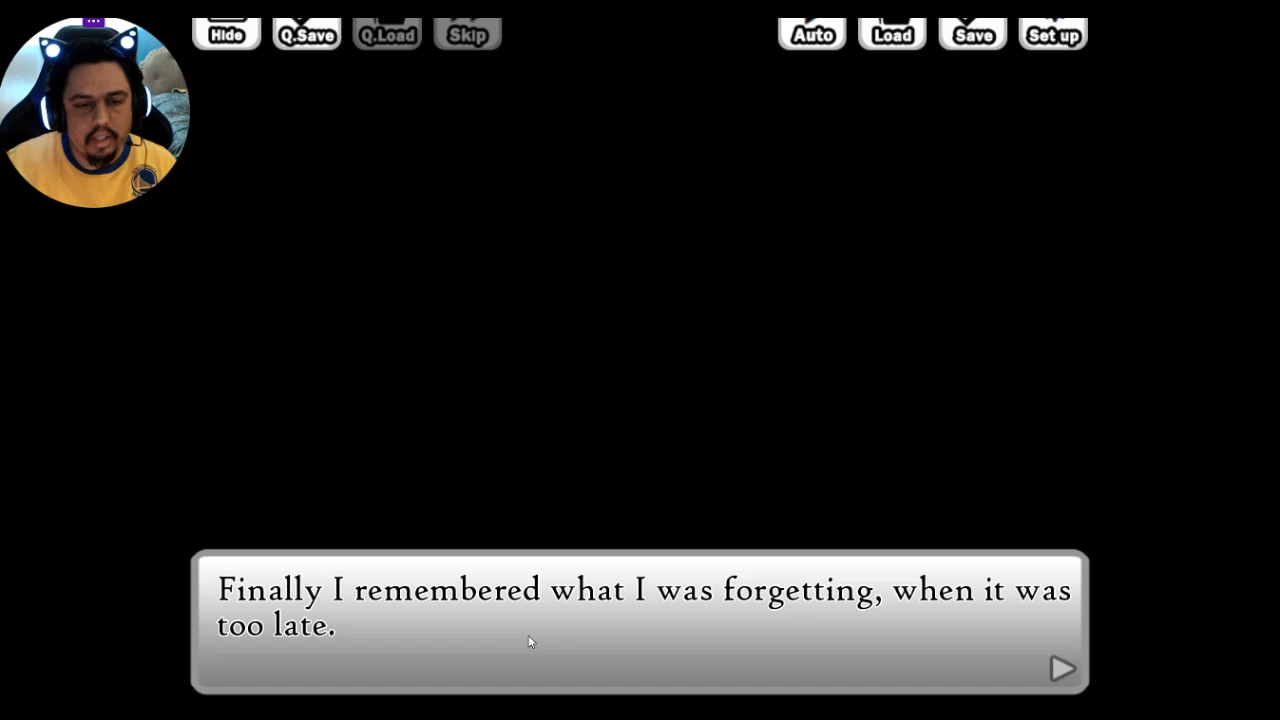 Hide Q.Save Q.Load Skip Auto Load Save Set up
Finally I remembered what I was forgetting, when it was
too late.